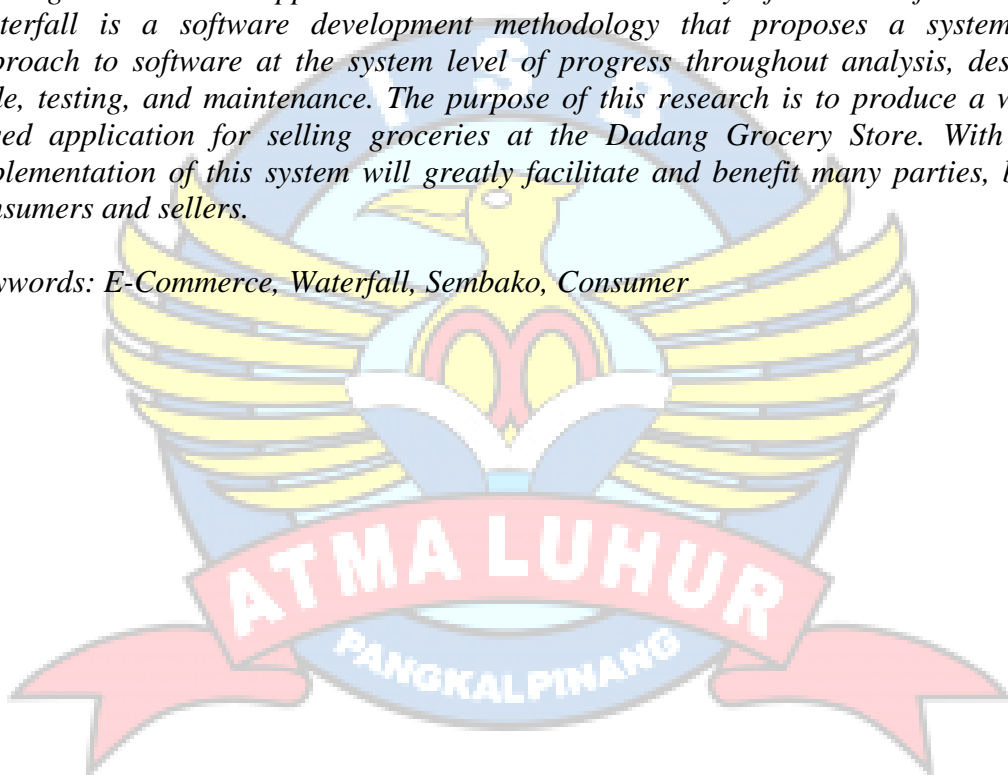 terfall is a software development methodology that proposes a system
proach to software at the system level of progress throughout analysis, des
le, testing, and maintenance. The purpose of this research is to produce a
ed application for selling groceries at the Dadang Grocery Store. With
plementation of this system will greatly facilitate and benefit many parties,
nsumers and sellers.
ywords: E-Commerce, Waterfall, Sembako, Consumer
I S B
ATMA LUHUR
PANGKALPINANG